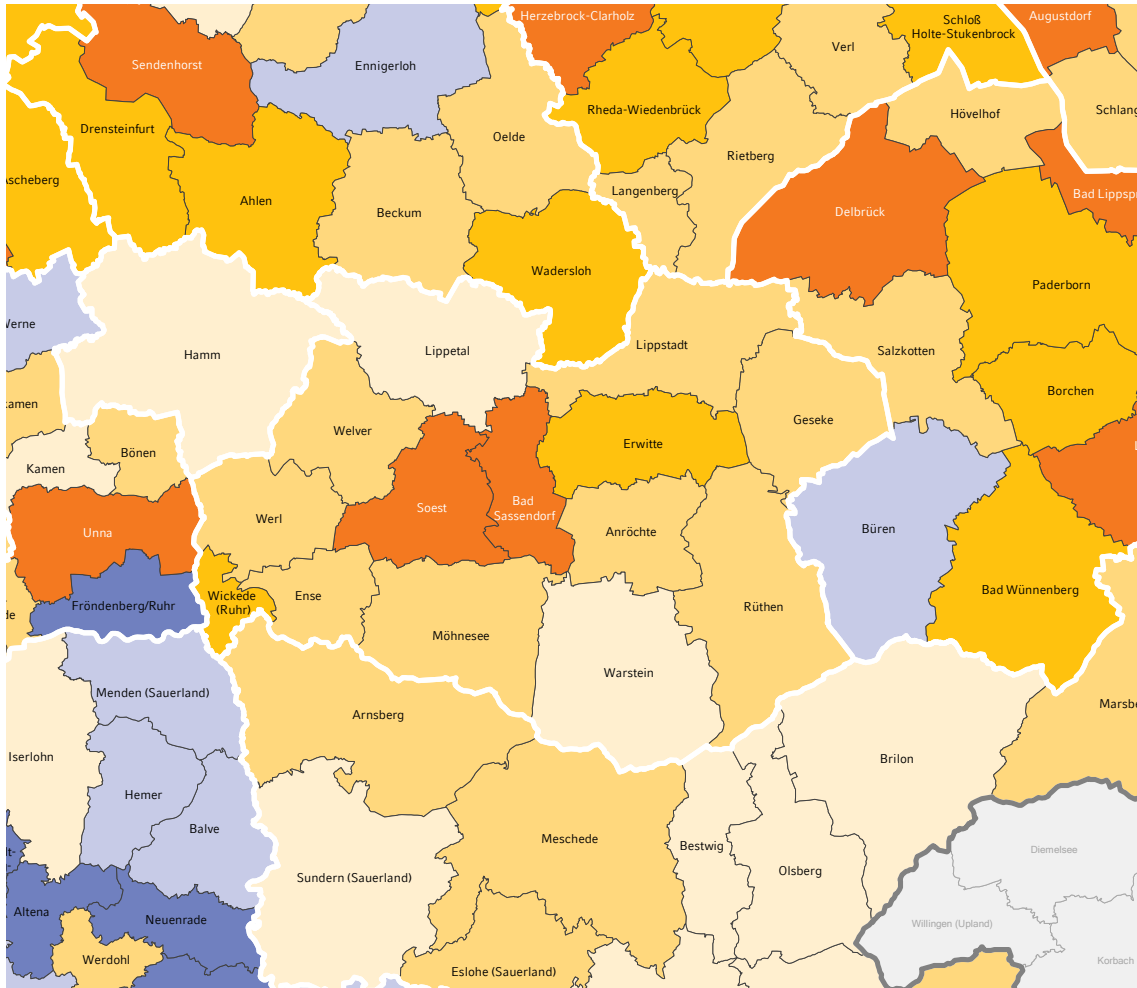 Herzebrock-Clarholz
Augustdorf
Schloß
Holte-Stukenbrock
Verl
Sendenhorst
Ennigerloh
Rheda-Wiedenbrück
Hövelhof
Drensteinfurt
Oelde
Rietberg
Ahlen
Beckum
Langenberg
Delbrück
Wadersloh
Paderborn
Hamm
Lippetal
Lippstadt
Salzkotten
Borchen
Geseke
Welver
Erwitte
Bönen
Kamen
Soest
Bad
Sassendorf
Werl
Unna
Anröchte
Büren
Bad Wünnenberg
Fröndenberg/Ruhr
Wickede
(Ruhr)
Ense
Rüthen
Möhnesee
Warstein
Menden (Sauerland)
Arnsberg
Iserlohn
Brilon
Hemer
Balve
Meschede
Bestwig
Olsberg
Diemelsee
Sundern (Sauerland)
Altena
Neuenrade
Willingen (Upland)
Werdohl
Eslohe (Sauerland)
Korbach